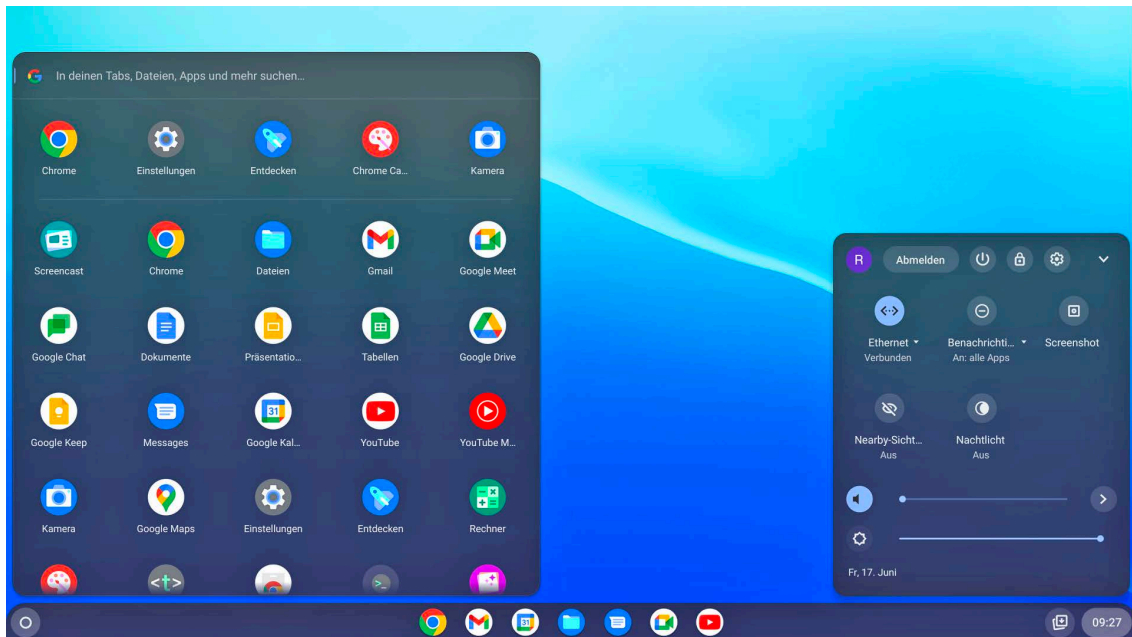 In deinen Tabs, Dateien, Apps und mehr suchen…
Chrome
Einstellungen
Entdecken
Chrome Ca…
Kamera
Screencast
Chrome
Dateien
Gmail
Google Meet
Google Chat
Dokumente
Präsentatio…
Tabellen
Google Drive
Google Keep
Messages
31
Google Kal…
YouTube
YouTube M…
Kamera
Google Maps
Einstellungen
Entdecken
Rechner
<t>
>_
R
Abmelden
Ethernet
Verbunden
Benachrichti…
An: alle Apps
Screenshot
Nearby-Sicht…
Aus
Nachtlicht
Aus
Fr, 17. Juni
31
09:27